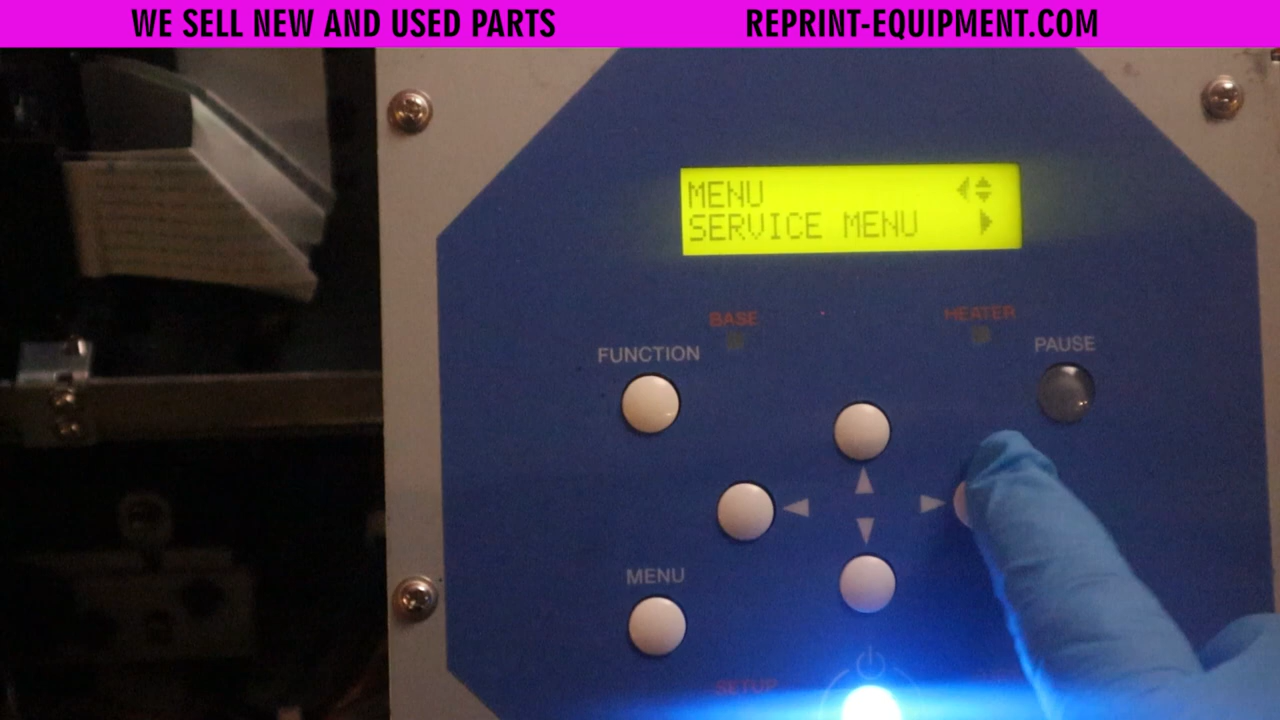 WE SELL NEW AND USED PARTS
REPRINT-EQUIPMENT.COM
MENU
SERVICE MENU
BASE
HEATER
FUNCTION
PAUSE
MENU
SETUP